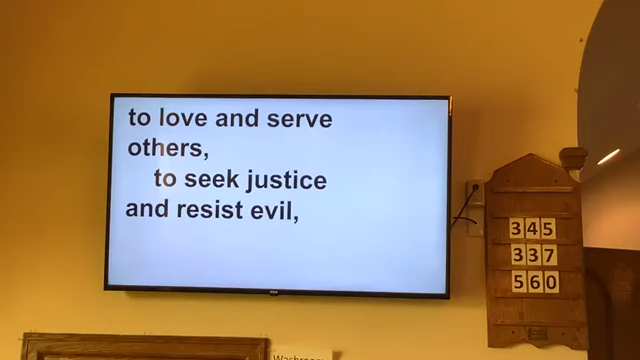 to love and serve
others,
to seek justice
and resist evil,
345
337
560